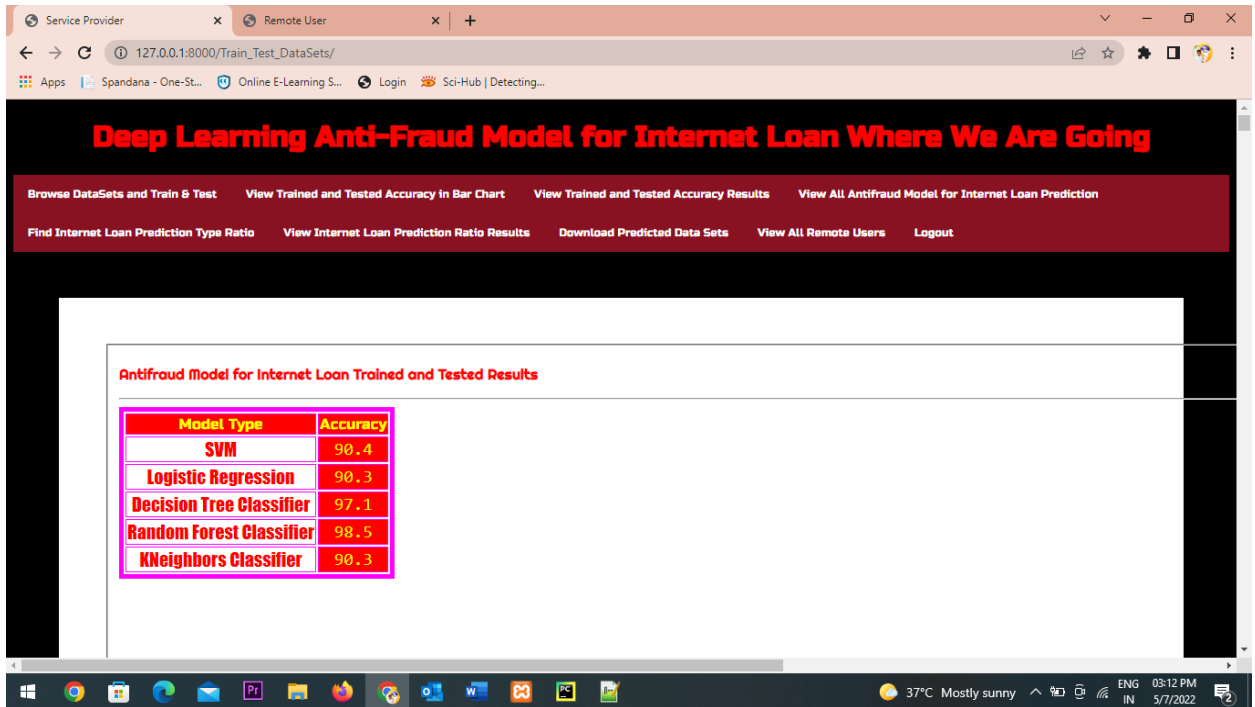 Service Provider
Remote User
127.0.0.1:8000/Train_Test_DataSets/
Apps
Spandana - One-St...
Online E-Learning S...
Login
Sci-Hub | Detecting...
Deep Learning Anti-Fraud Model for Internet Loan Where We Are Going
Browse DataSets and Train & Test
View Trained and Tested Accuracy in Bar Chart
View Trained and Tested Accuracy Results
View All Antifraud Model for Internet Loan Prediction
Find Internet Loan Prediction Type Ratio
View Internet Loan Prediction Ratio Results
Download Predicted Data Sets
View All Remote Users
Logout
Antifraud Model for Internet Loan Trained and Tested Results
Model Type Accuracy
SVM 90.4
Logistic Regression 90.3
Decision Tree Classifier 97.1
Random Forest Classifier 98.5
KNeighbors Classifier 90.3
Pr
PC
37°C Mostly sunny
ENG
IN
03:12 PM
5/7/2022
2